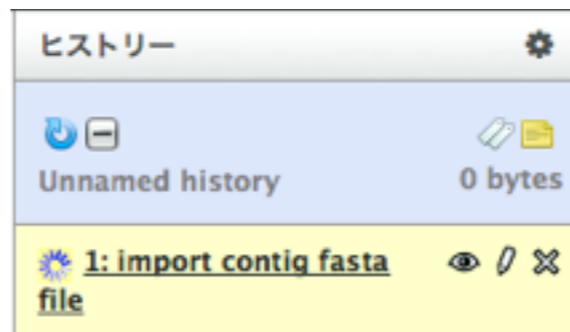 ヒストリー
Unnamed history 0 bytes
1: import contig fasta
file